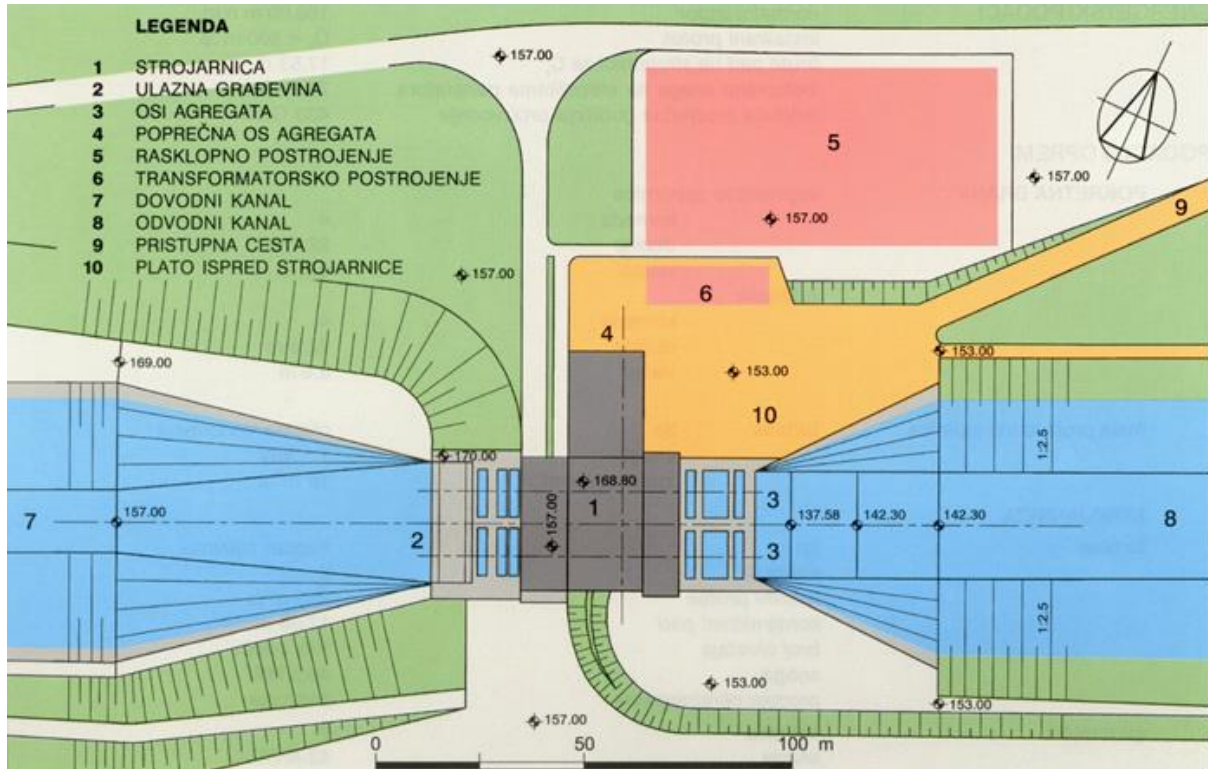 LEGENDA
1 STROJARNICA
2 ULAZNA GRAĐEVINA
3 OSI AGREGATA
4 POPREČNA OS AGREGATA
5 RASKLOPNO POSTROJENJE
6 TRANSFORMATORSKO POSTROJENJE
7 DOVODNI KANAL
8 ODVODNI KANAL
9 PRISTUPNA CESTA
10 PLATO ISPRED STROJARNICE
157.00
5
157.00
9
157.00
157.00
6
4
153.00
169.00
153.00
10
1:2.5
170.00
168.80
1
3
7
157.00
157.00
2
137.58
142.30
142.30
8
3
1:2.5
153.00
153.00
157.00
0 50 100 m